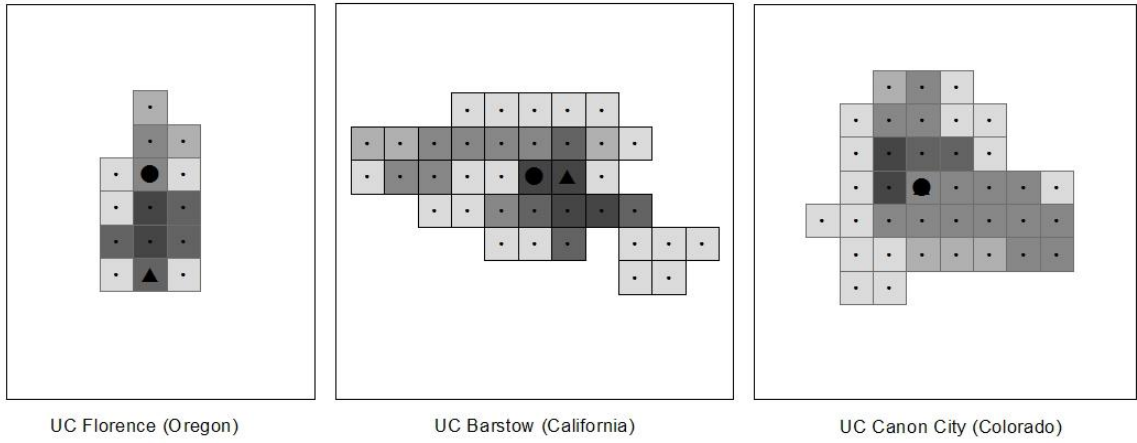 UC Florence (Oregon)
UC Barstow (California)
UC Canon City (Colorado)